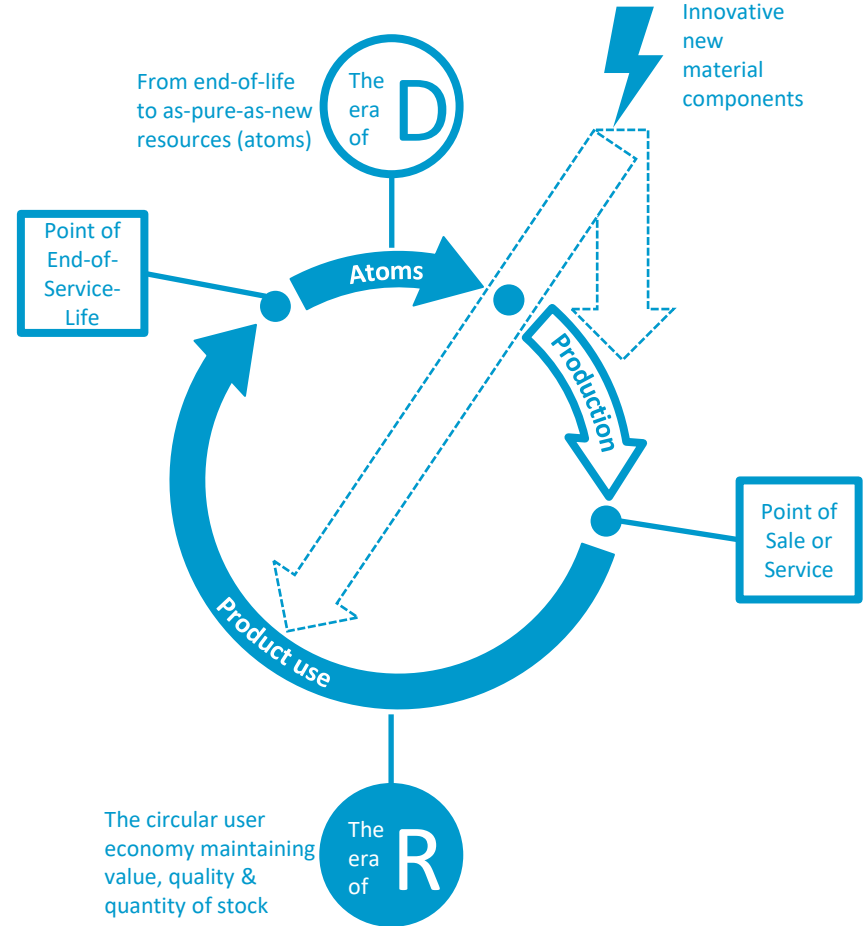 Innovative
new
material
components
From end-of-life
to as-pure-as-new
resources (atoms)
The
era
of
D
Point of
End-of-
Service-
Life
Atoms
Production
Point of
Sale or
Service
Product use
The circular user
economy maintaining
value, quality &
quantity of stock
The
era
of
R